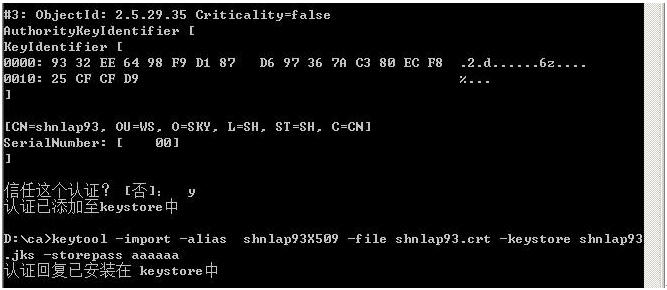 #3: ObjectId: 2.5.29.35 Criticality=false
AuthorityKeyIdentifier [
KeyIdentifier [
0000: 93 32 EE 64 98 F9 D1 87   D6 97 36 7A C3 80 EC F8  .2.d......6z....
0010: 25 CF CF D9                                        %...
]

[CN=shnlap93, OU=WS, O=SKY, L=SH, ST=SH, C=CN]
SerialNumber: [    00]
]

信任这个认证？ [否]:   y
认证已添加至keystore中

D:\ca>keytool -import -alias  shnlap93X509 -file shnlap93.crt -keystore shnlap93
.jks -storepass aaaaaa
认证回复已安装在 keystore中